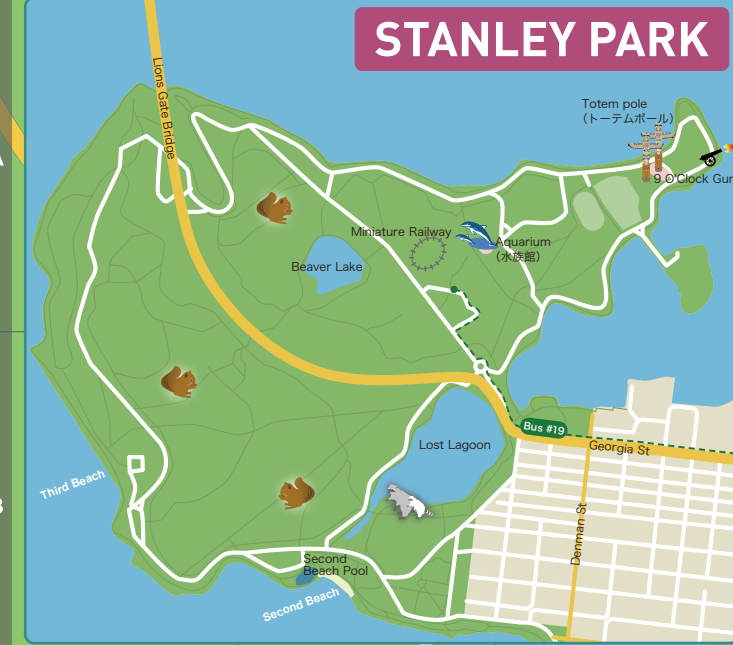 STANLEY PARK
Lions Gate Bridge
Totem pole
(トーテムポール)
9 O'Clock Gun
Miniature Railway
Aquarium
(水族館)
Beaver Lake
Bus #19
Georgia St
Lost Lagoon
Third Beach
Denman St
Second
Beach Pool
Second Beach